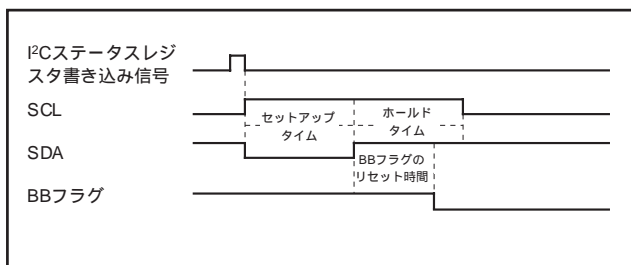 I²Cステータスレジ
スタ書き込み信号
SCL
セットアップ
タイム
ホールド
タイム
SDA
BBフラグの
リセット時間
BBフラグ